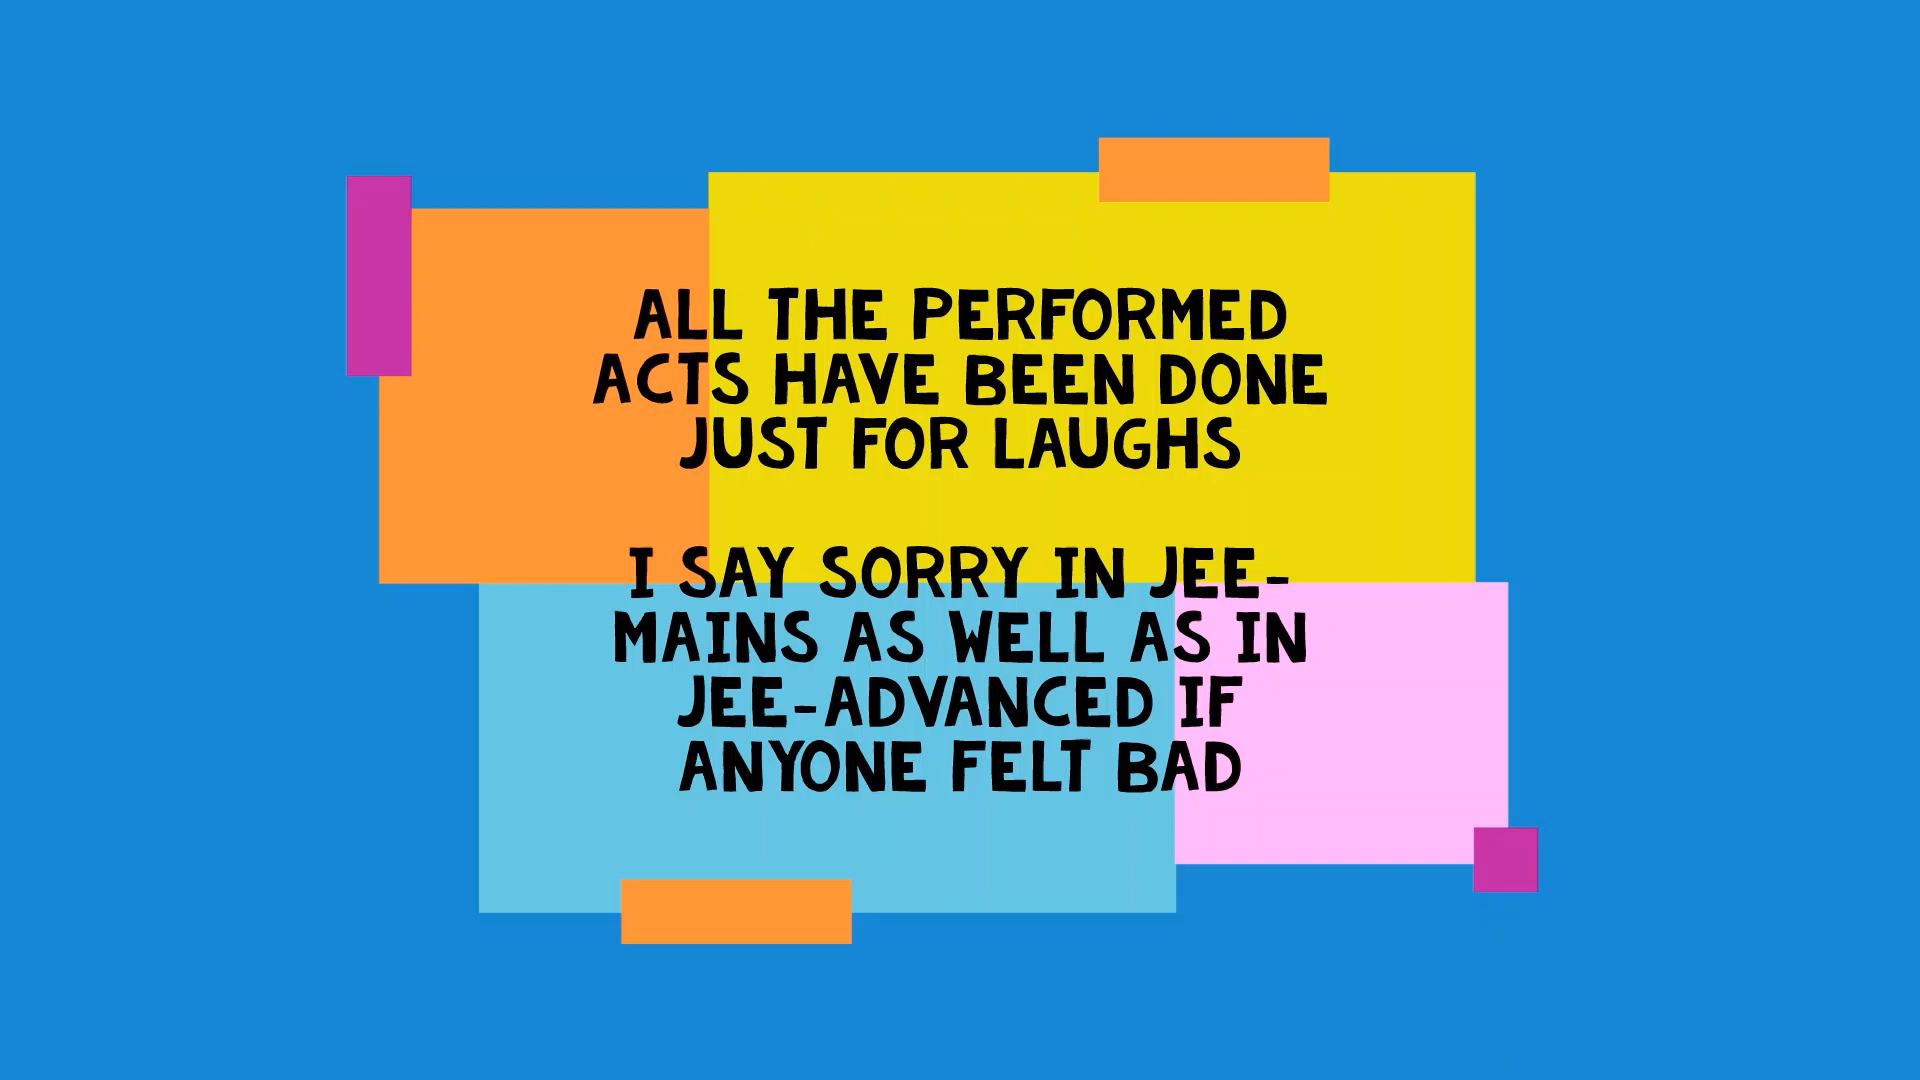 ALL THE PERFORMED
ACTS HAVE BEEN DONE
JUST FOR LAUGHS
I SAY SORRY IN JEE-
MAINS AS WELL AS IN
JEE-ADVANCED IF
ANYONE FELT BAD